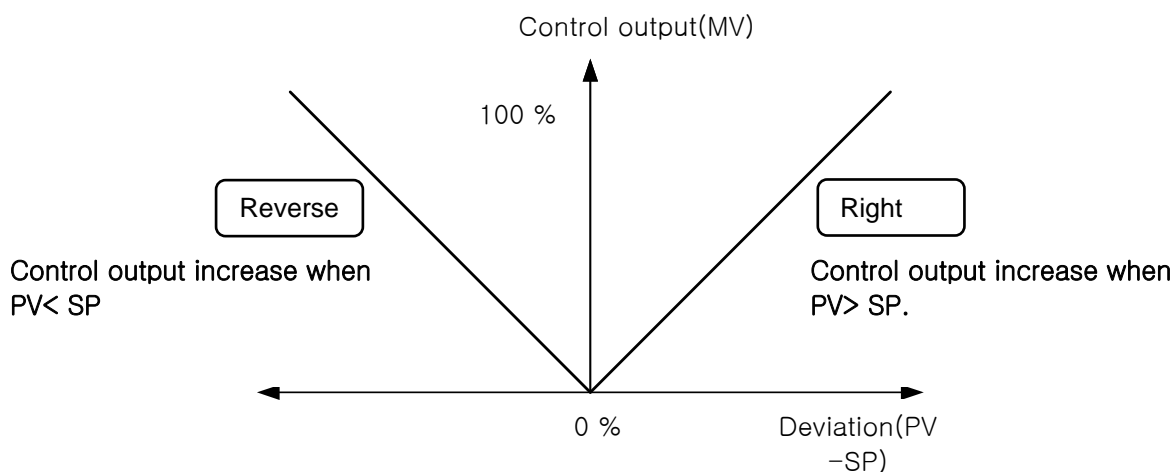 Control output(MV)
100 %
Reverse
Right
Control output increase when
PV< SP
Control output increase when
PV> SP.
0 %
Deviation(PV
-SP)